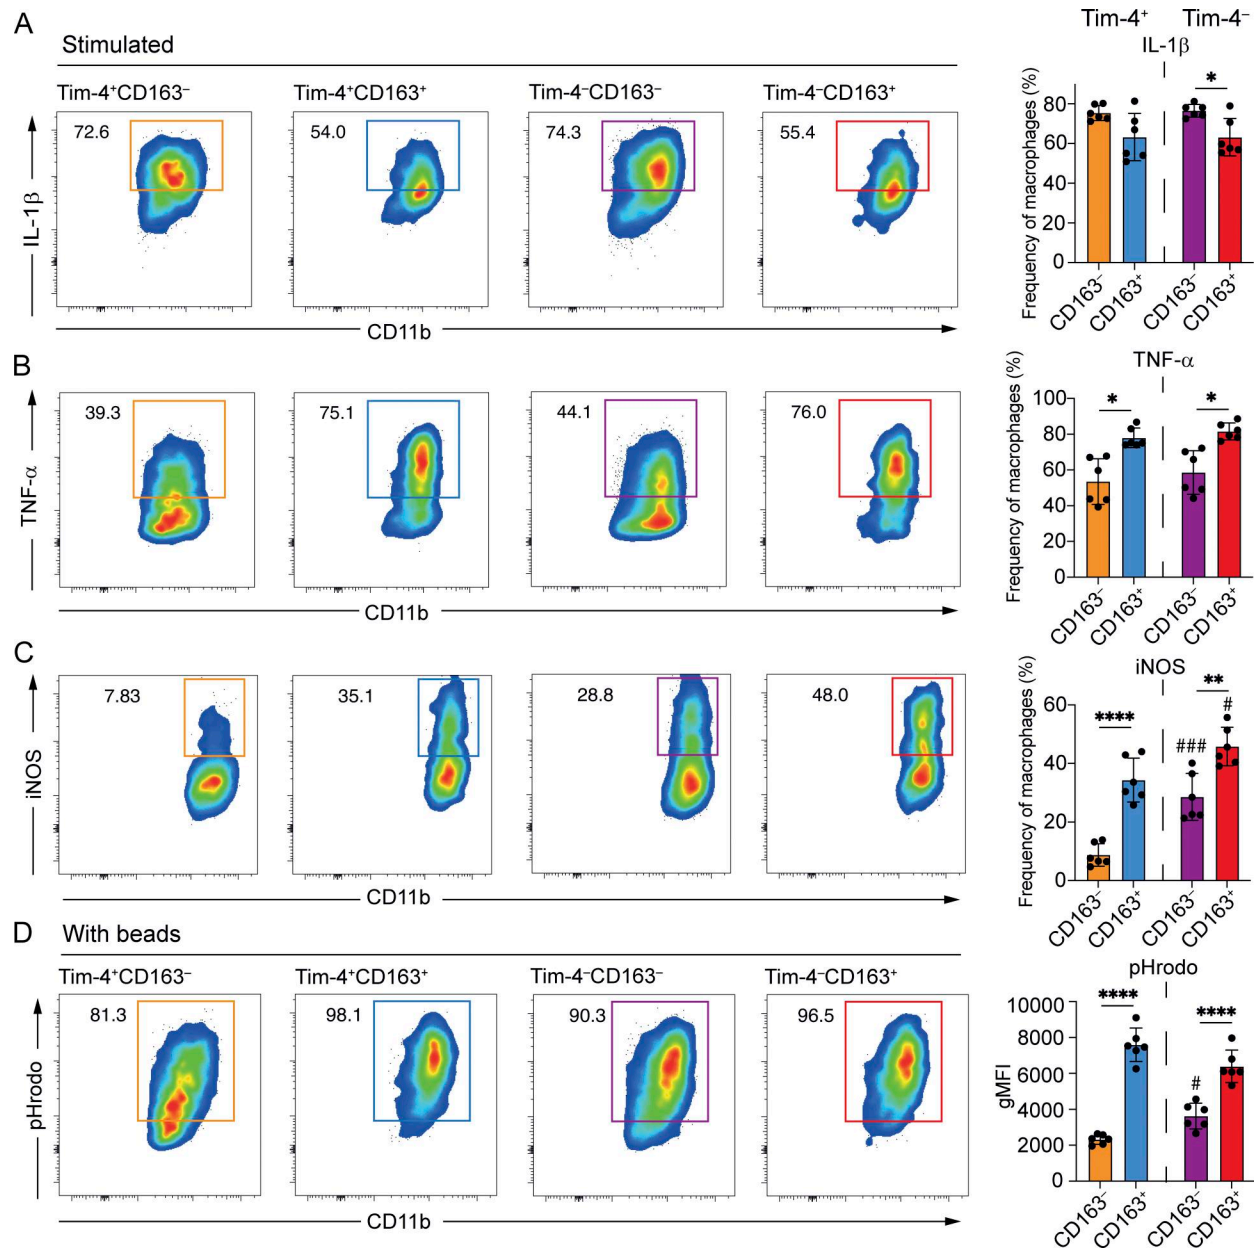 A
Stimulated
Tim-4⁺CD163⁻
Tim-4⁺CD163⁺
Tim-4⁻CD163⁻
Tim-4⁻CD163⁺
72.6
54.0
74.3
55.4
IL-1β
CD11b
Tim-4⁺
Tim-4⁻
IL-1β
*
Frequency of macrophages (%)
80
60
40
20
0
CD163⁻
CD163⁺
CD163⁻
CD163⁺
B
39.3
75.1
44.1
76.0
TNF-α
CD11b
TNF-α
*
*
Frequency of macrophages (%)
100
80
60
40
20
0
CD163⁻
CD163⁺
CD163⁻
CD163⁺
C
7.83
35.1
28.8
48.0
iNOS
CD11b
iNOS
****
###
**
#
Frequency of macrophages (%)
60
40
20
0
CD163⁻
CD163⁺
CD163⁻
CD163⁺
D
With beads
Tim-4⁺CD163⁻
Tim-4⁺CD163⁺
Tim-4⁻CD163⁻
Tim-4⁻CD163⁺
81.3
98.1
90.3
96.5
pHrodo
CD11b
pHrodo
****
****
#
gMFI
10000
8000
6000
4000
2000
0
CD163⁻
CD163⁺
CD163⁻
CD163⁺